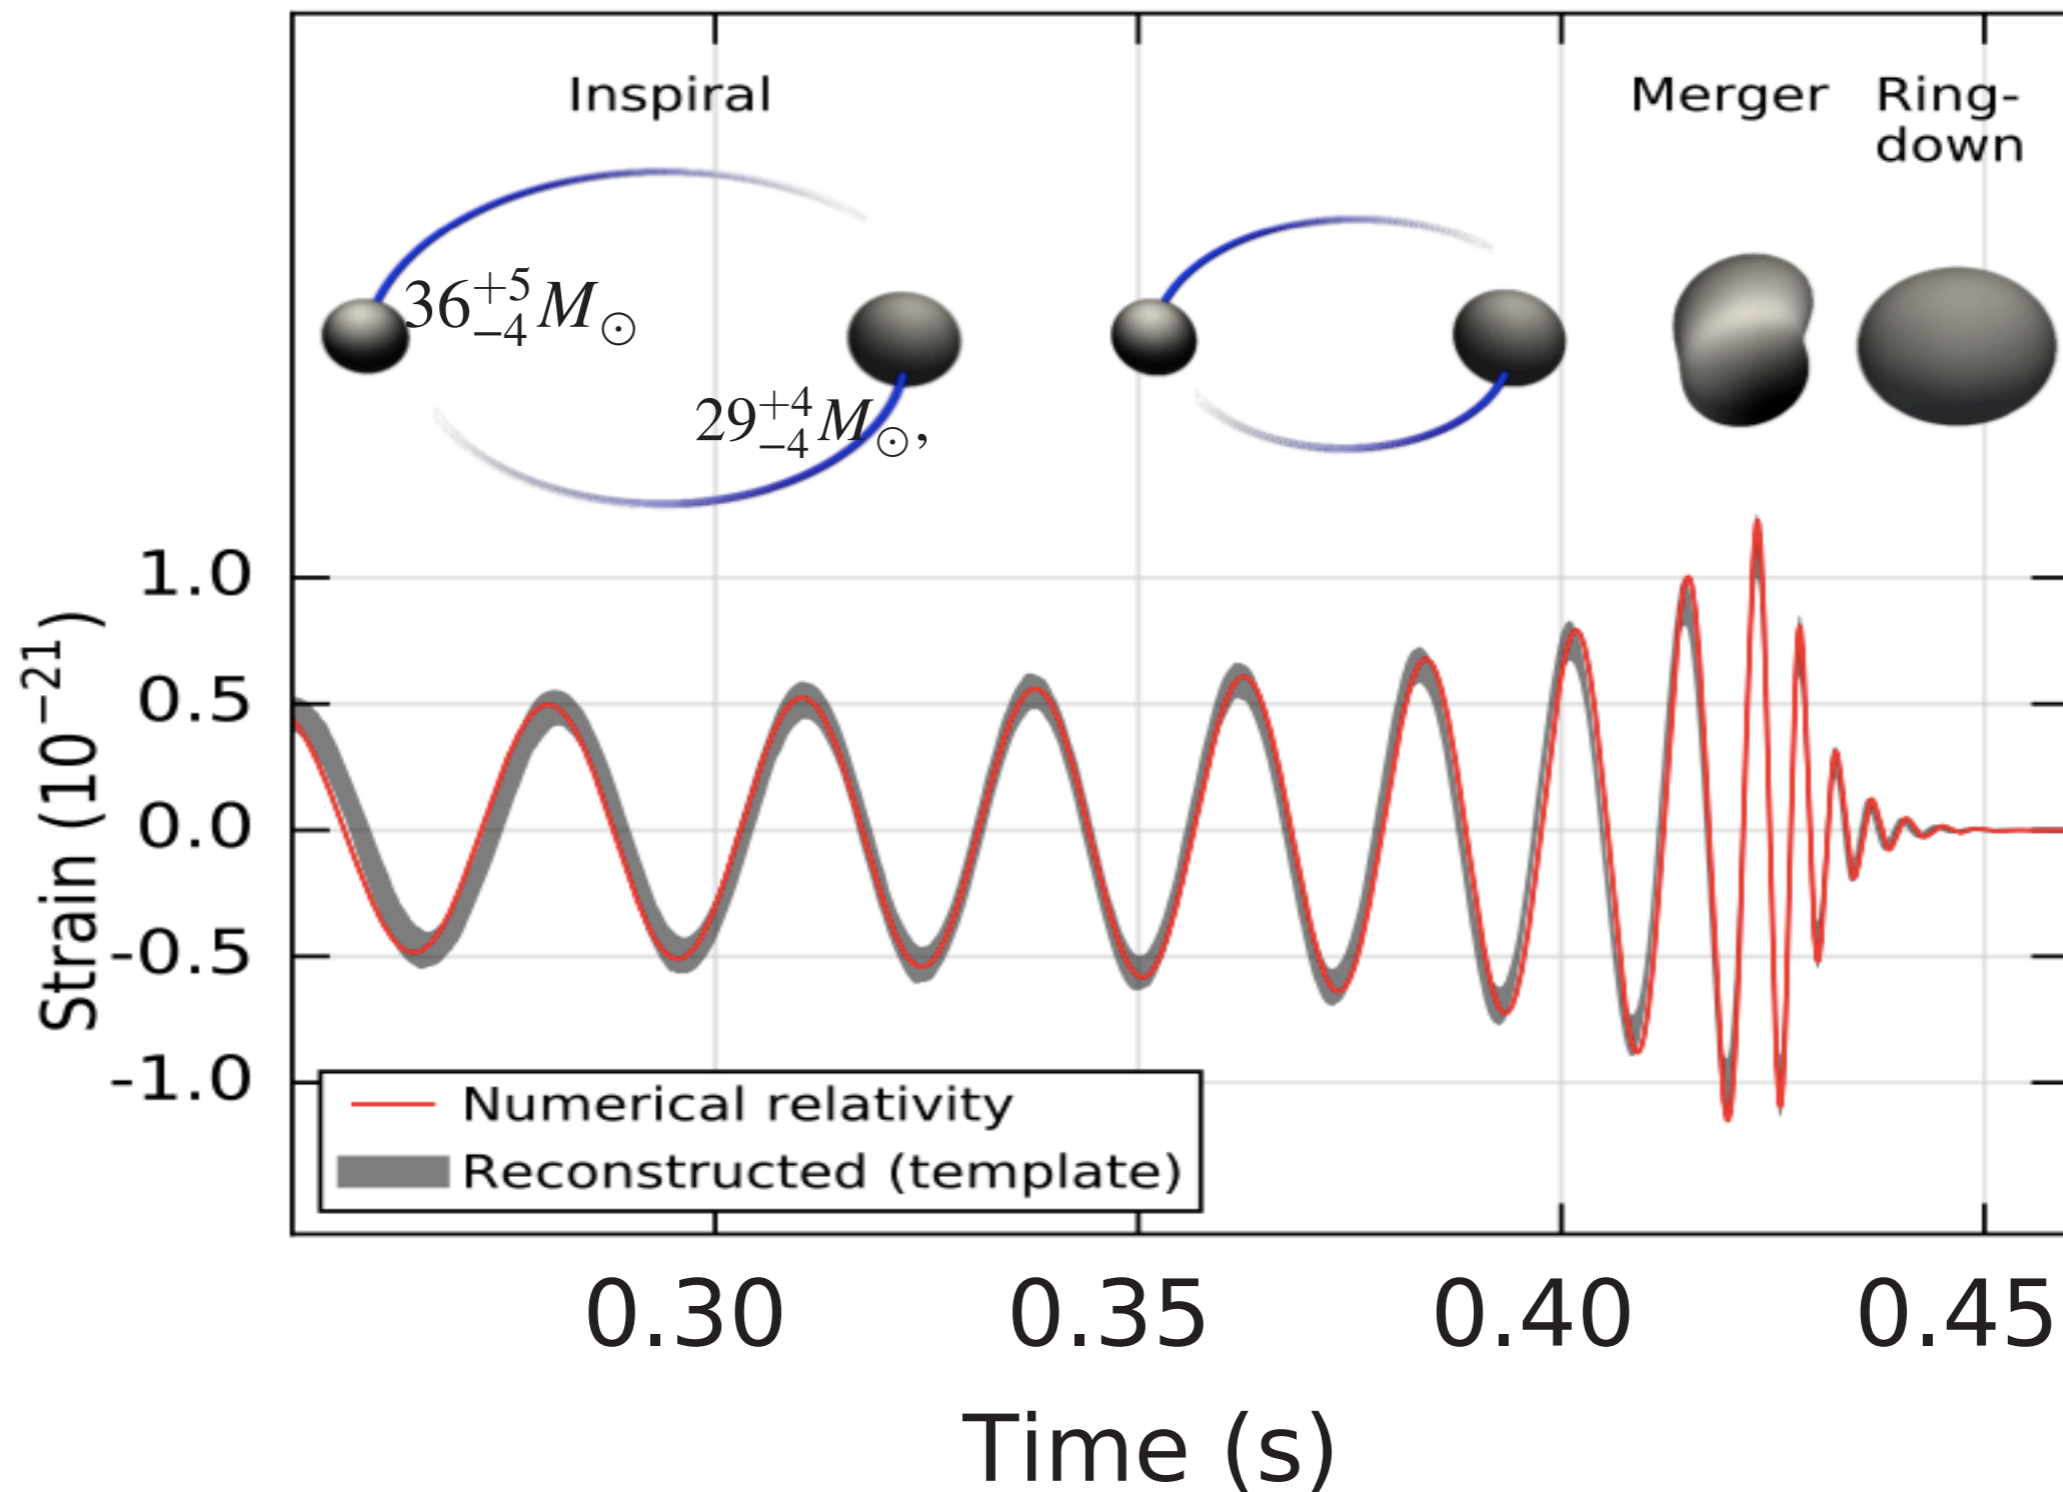 Inspiral
Merger
Ring-
down
36+5−4M⊙
29+4−4M⊙,
1.0
0.5
0.0
-0.5
-1.0
Strain (10−21)
Numerical relativity
Reconstructed (template)
0.30
0.35
0.40
0.45
Time (s)